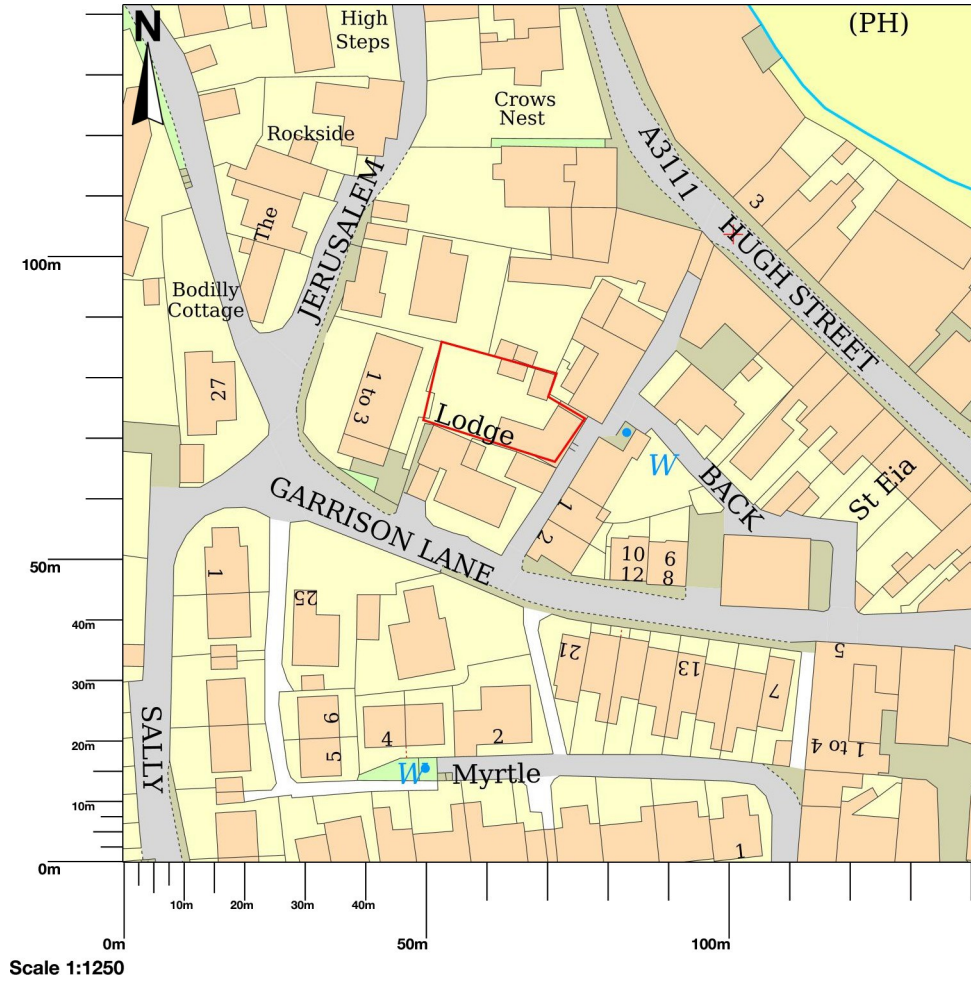 N
High
Steps
(PH)
Crows
Nest
A3111
Rockside
JERUSALEM
3
The
HUGH STREET
100m
Bodilly
Cottage
27
1 to 3
Lodge
W
BACK
St Eia
GARRISON LANE
1
2
10
12
6
8
50m
1
25
40m
21
13
7
5
30m
6
5
4
2
1 to 4
20m
SALLY
W
Myrtle
10m
1
0m
10m
20m
30m
40m
0m
50m
100m
Scale 1:1250